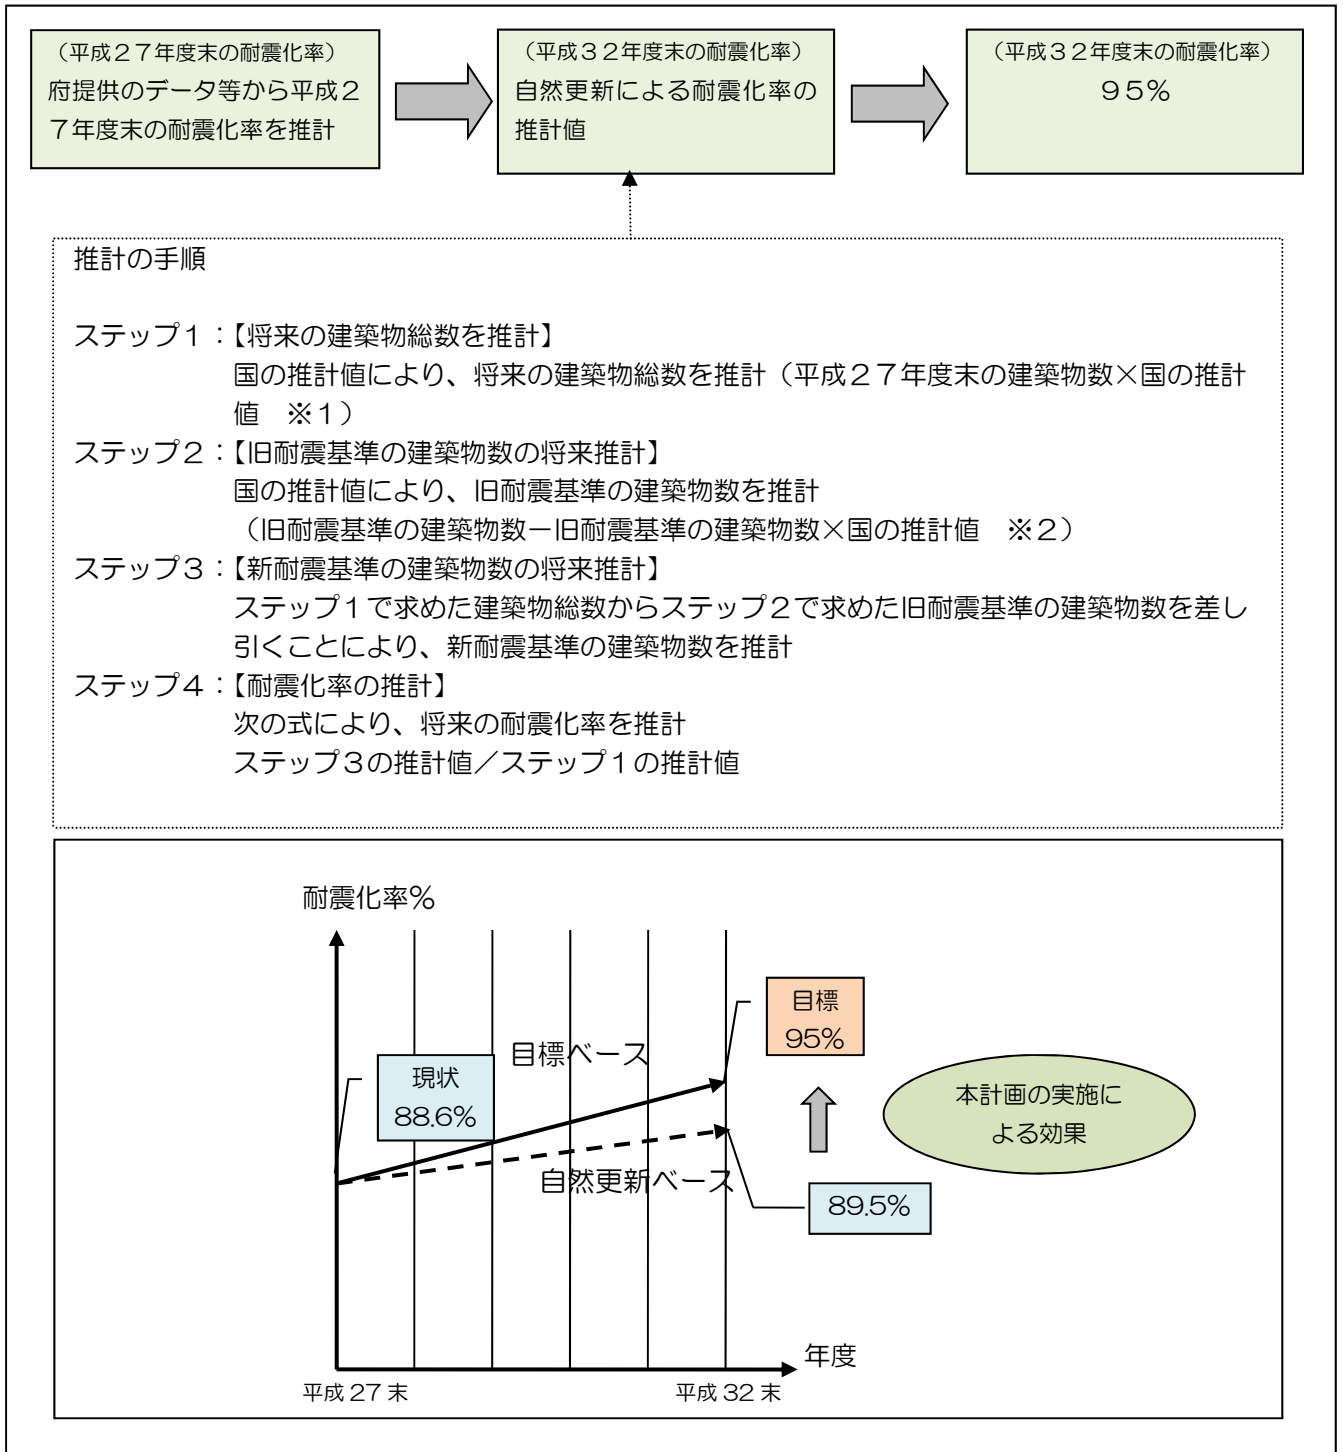 （平成２７年度末の耐震化率）
府提供のデータ等から平成２
７年度末の耐震化率を推計
（平成３２年度末の耐震化率）
自然更新による耐震化率の
推計値
（平成３２年度末の耐震化率）
９５％
推計の手順
ステップ１：【将来の建築物総数を推計】
国の推計値により、将来の建築物総数を推計（平成２７年度末の建築物数×国の推計
値　※１）
ステップ２：【旧耐震基準の建築物数の将来推計】
国の推計値により、旧耐震基準の建築物数を推計
（旧耐震基準の建築物数ー旧耐震基準の建築物数×国の推計値　※２）
ステップ３：【新耐震基準の建築物数の将来推計】
ステップ１で求めた建築物総数からステップ２で求めた旧耐震基準の建築物数を差し
引くことにより、新耐震基準の建築物数を推計
ステップ４：【耐震化率の推計】
次の式により、将来の耐震化率を推計
ステップ３の推計値／ステップ１の推計値
耐震化率％
目標
95%
目標ベース
現状
88.6%
本計画の実施に
よる効果
自然更新ベース
89.5%
年度
平成 27 末
平成 32 末